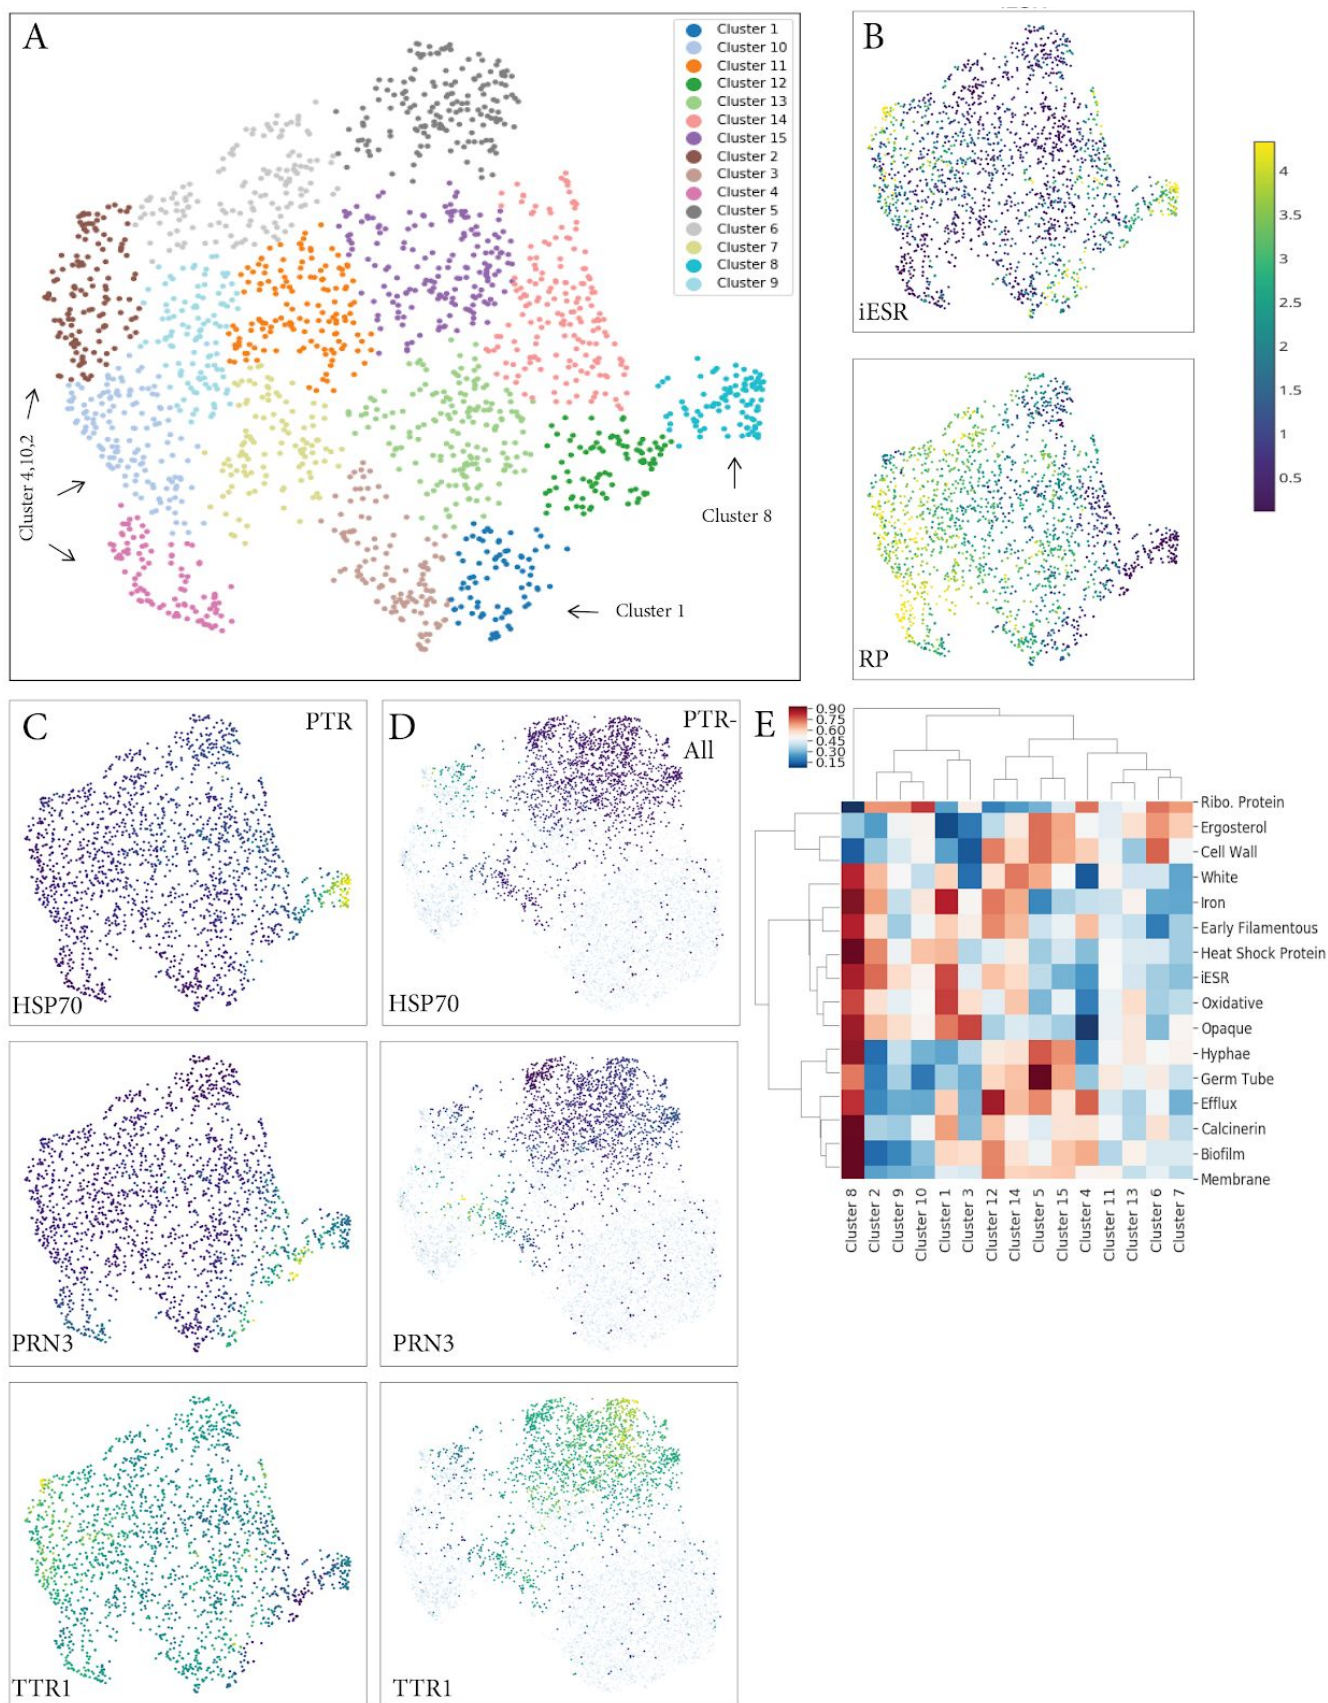 A
Cluster 1
Cluster 10
Cluster 11
Cluster 12
Cluster 13
Cluster 14
Cluster 15
Cluster 2
Cluster 3
Cluster 4
Cluster 5
Cluster 6
Cluster 7
Cluster 8
Cluster 9
Cluster 4,10,2
Cluster 8
Cluster 1
B
iESR
RP
4
3.5
3
2.5
2
1.5
1
0.5
C
PTR
HSP70
PRN3
TTR1
D
PTR-
All
HSP70
PRN3
TTR1
E
0.90
0.75
0.60
0.45
0.30
0.15
Ribo. Protein
Ergosterol
Cell Wall
White
Iron
Early Filamentous
Heat Shock Protein
iESR
Oxidative
Opaque
Hyphae
Germ Tube
Efflux
Calcinerin
Biofilm
Membrane
Cluster 8
Cluster 2
Cluster 9
Cluster 10
Cluster 1
Cluster 3
Cluster 12
Cluster 14
Cluster 5
Cluster 15
Cluster 4
Cluster 11
Cluster 13
Cluster 6
Cluster 7